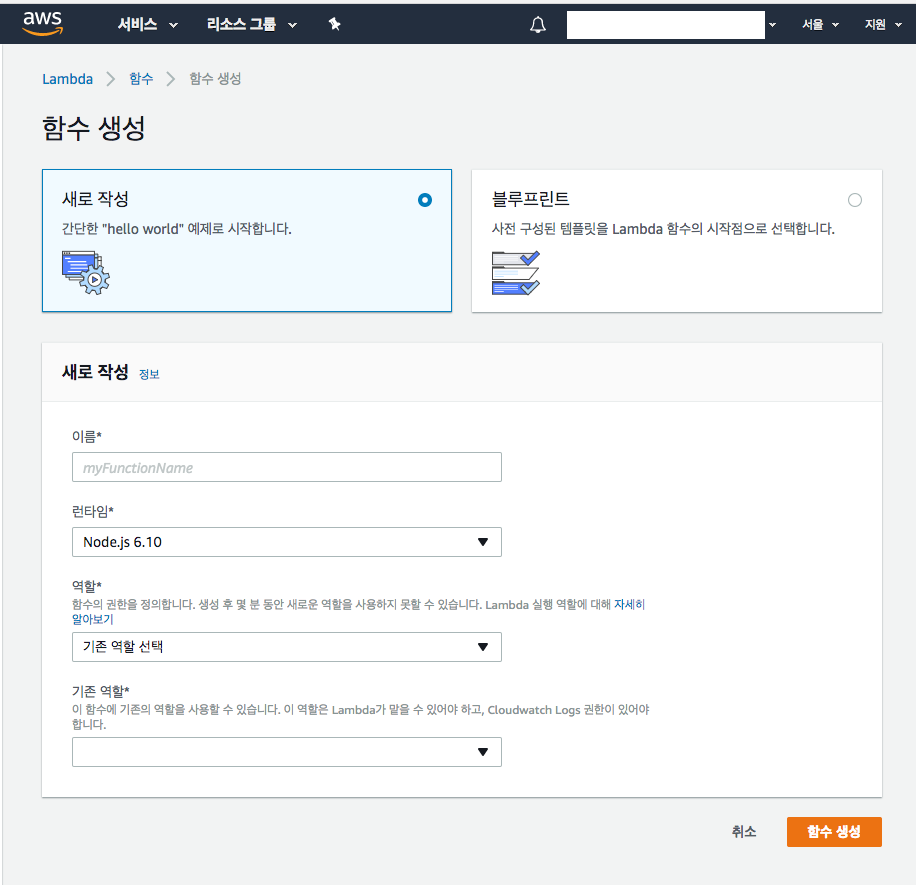 aws 서비스 리소스 그룹 서울 지원
Lambda 함수 함수 생성
함수 생성
새로 작성
간단한 "hello world" 예제로 시작합니다.
블루프린트
사전 구성된 템플릿을 Lambda 함수의 시작점으로 선택합니다.
새로 작성 정보
이름*
myFunctionName
런타임*
Node.js 6.10
역할*
함수의 권한을 정의합니다. 생성 후 몇 분 동안 새로운 역할을 사용하지 못할 수 있습니다. Lambda 실행 역할에 대해 자세히
알아보기
기존 역할 선택
기존 역할*
이 함수에 기존의 역할을 사용할 수 있습니다. 이 역할은 Lambda가 맡을 수 있어야 하고, Cloudwatch Logs 권한이 있어야
합니다.
취소 함수 생성